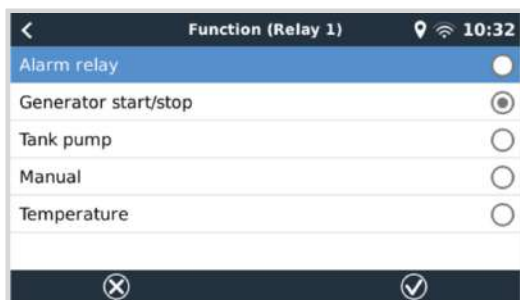 Function (Relay 1) 10:32
Alarm relay
Generator start/stop
Tank pump
Manual
Temperature